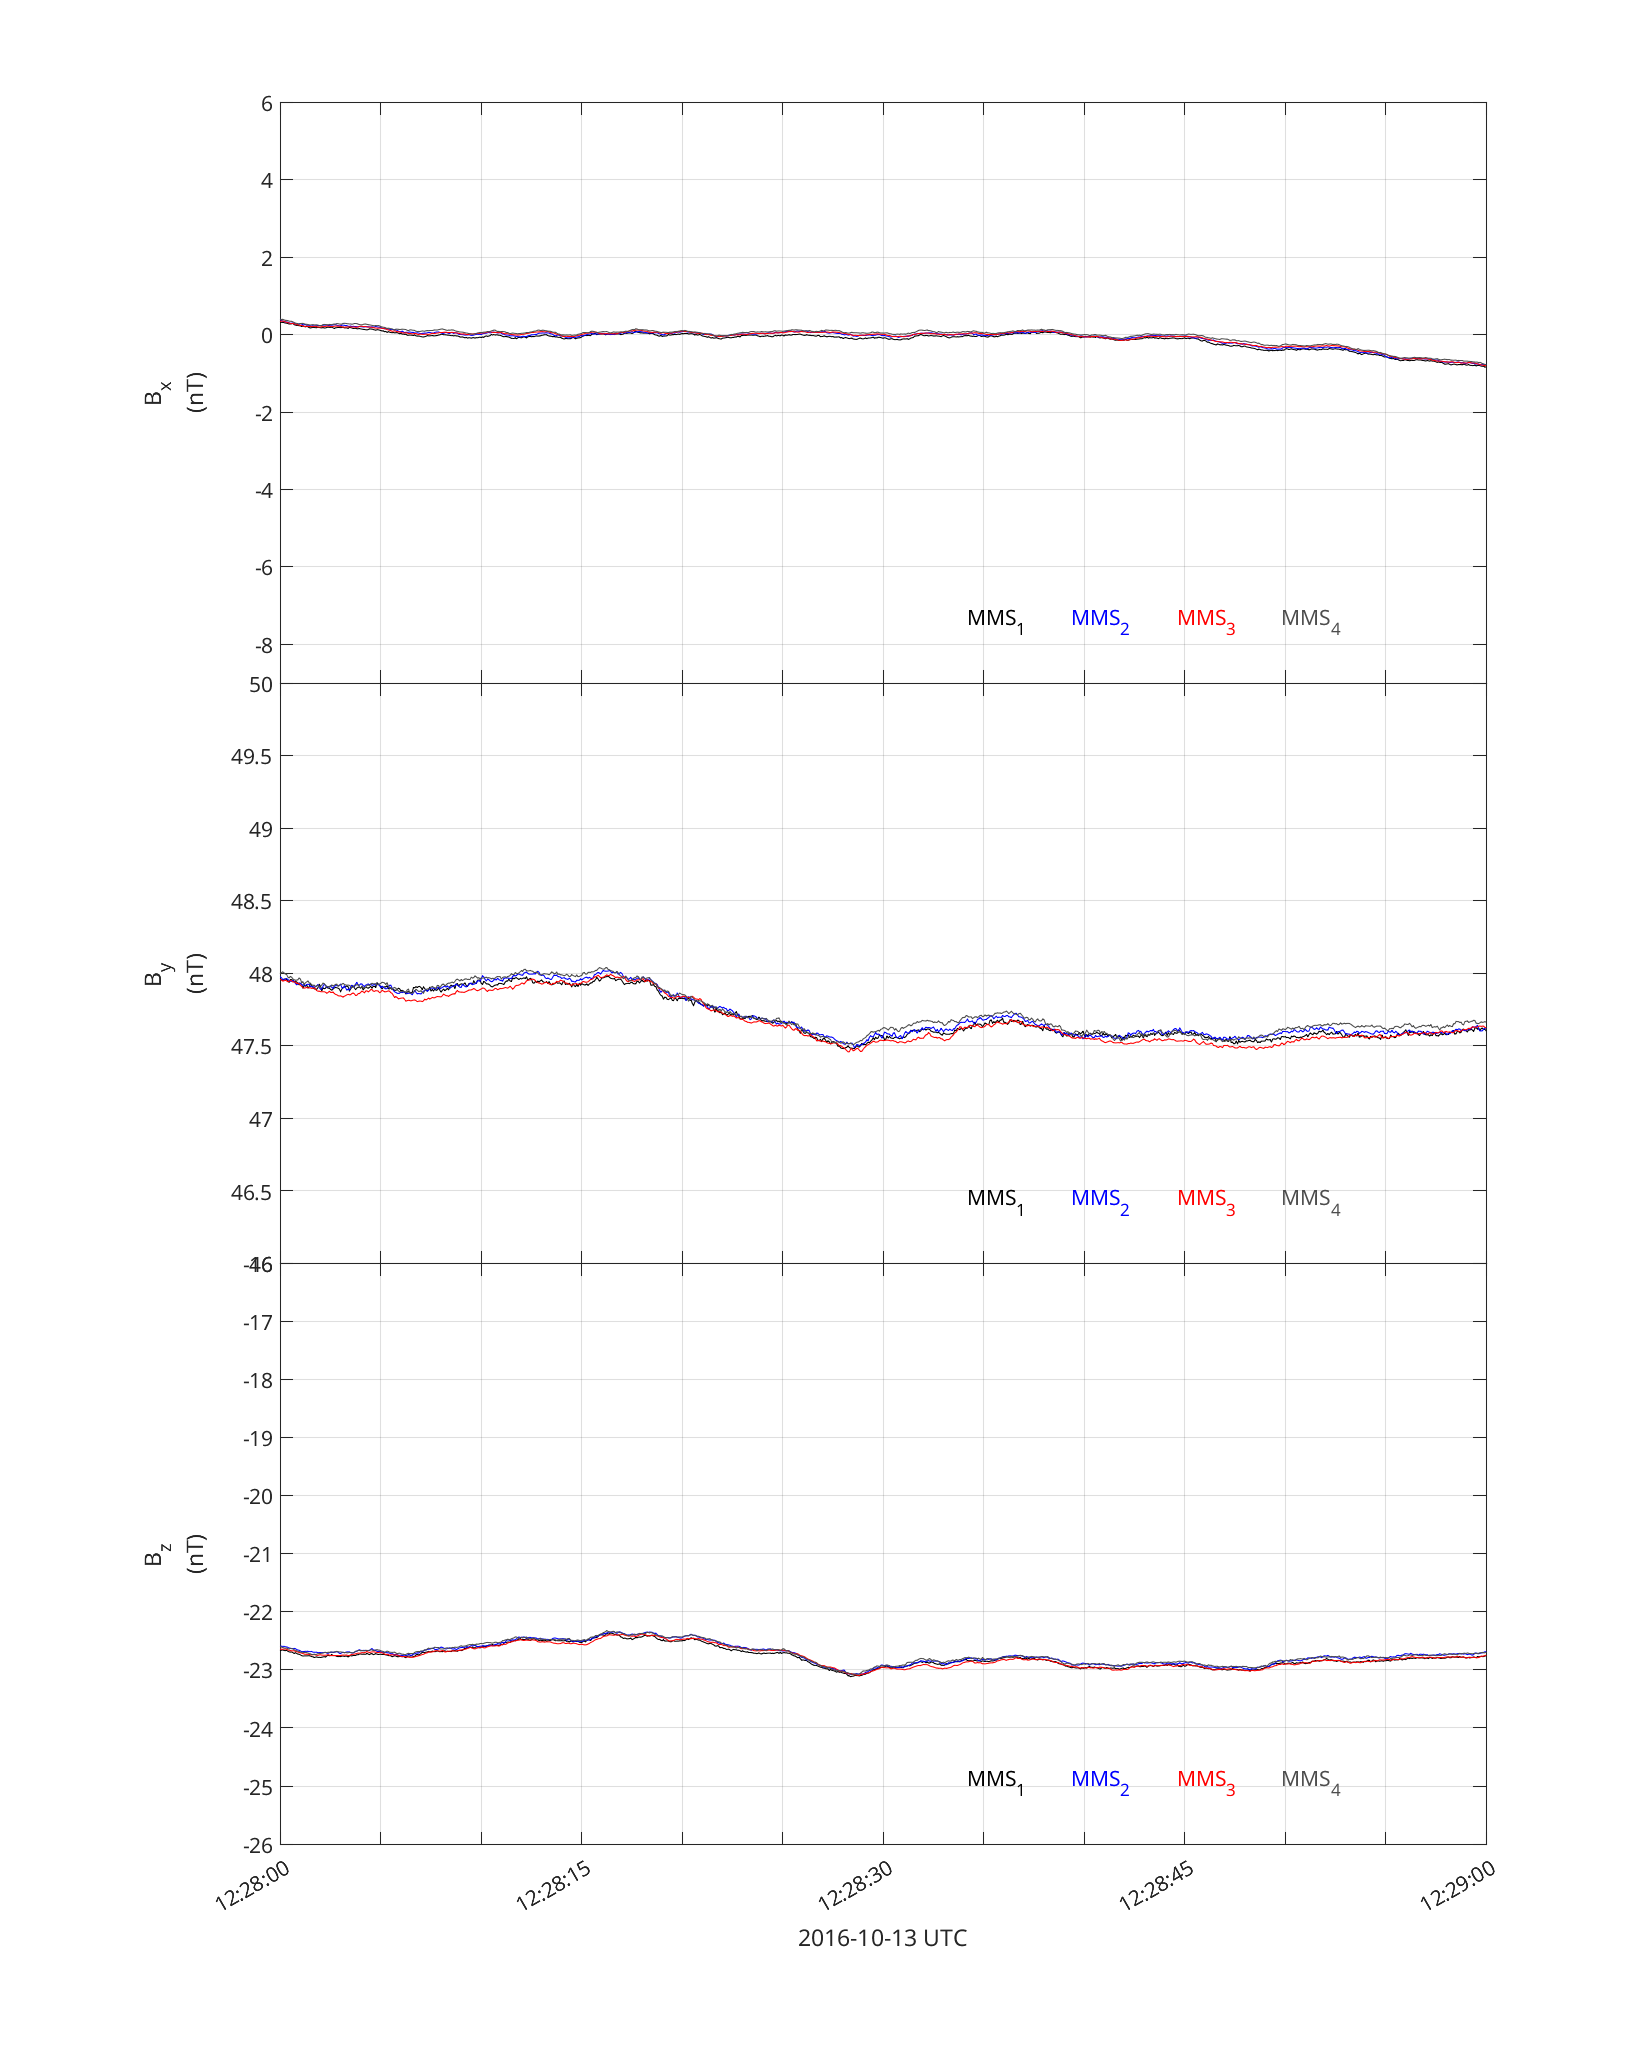 6
4
2
0
-2
-4
-6
-8
Bx
(nT)
MMS1 MMS2 MMS3 MMS4
50
49.5
49
48.5
48
47.5
47
46.5
46
By
(nT)
MMS1 MMS2 MMS3 MMS4
-16
-17
-18
-19
-20
-21
-22
-23
-24
-25
-26
Bz
(nT)
MMS1 MMS2 MMS3 MMS4
12:28:00 12:28:15 12:28:30 12:28:45 12:29:00
2016-10-13 UTC